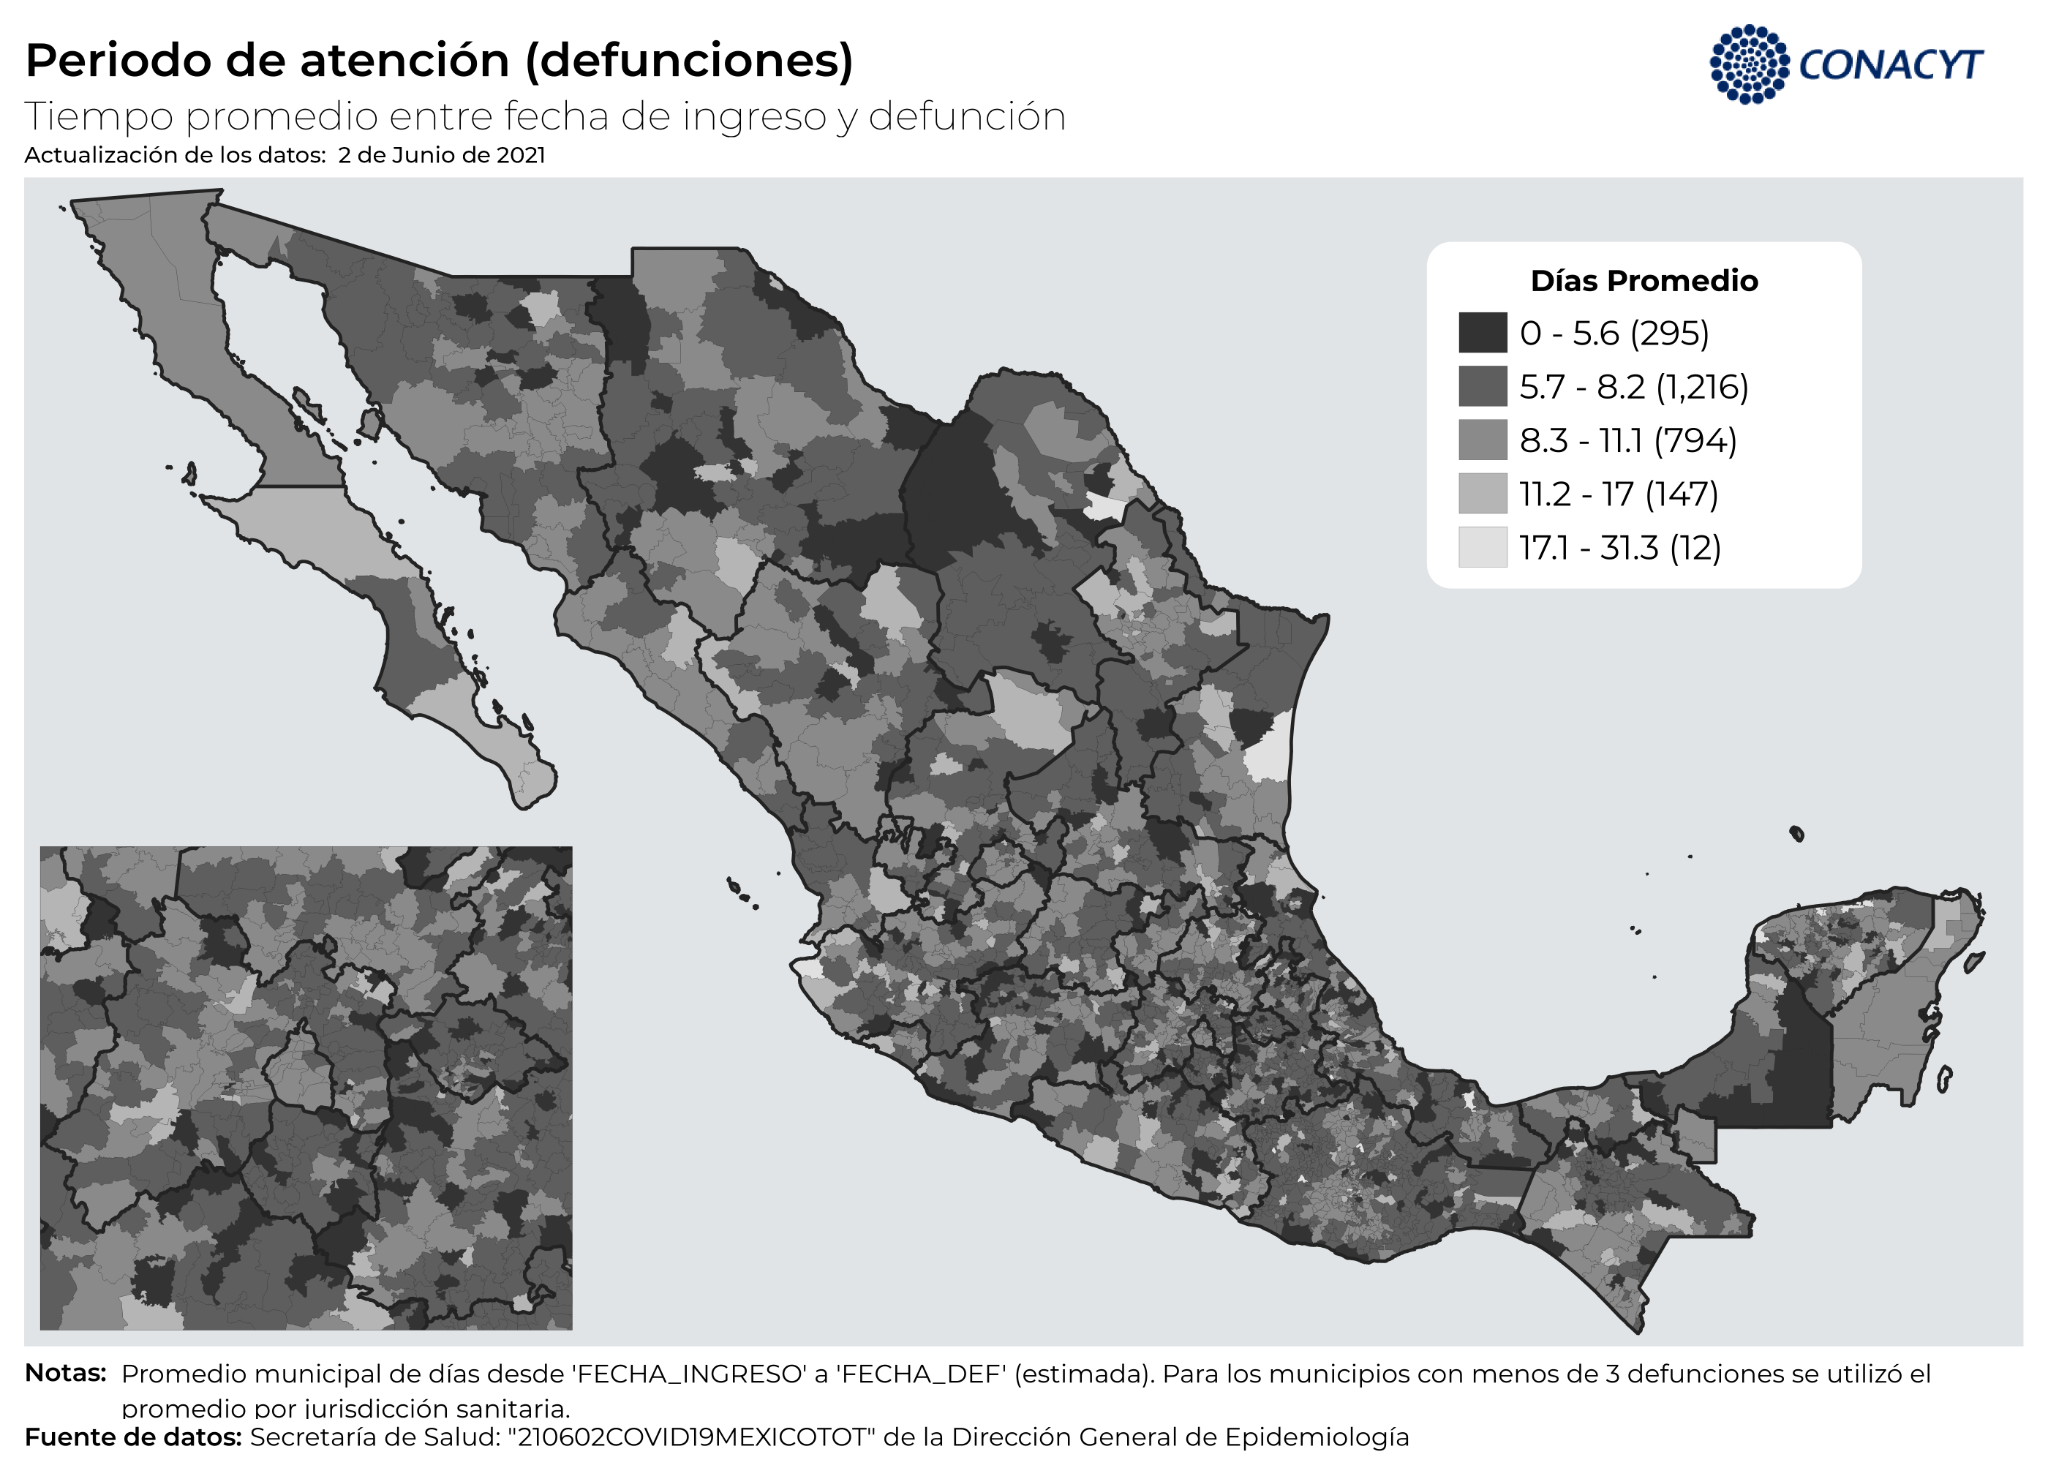 Periodo de atención (defunciones)
CONACYT
Tiempo promedio entre fecha de ingreso y defunción
Actualización de los datos: 2 de Junio de 2021
Días Promedio
0 - 5.6 (295)
5.7 - 8.2 (1,216)
8.3 - 11.1 (794)
11.2 - 17 (147)
17.1 - 31.3 (12)
Notas: Promedio municipal de días desde 'FECHA_INGRESO' a 'FECHA_DEF' (estimada). Para los municipios con menos de 3 defunciones se utilizó el
promedio por jurisdicción sanitaria.
Fuente de datos: Secretaría de Salud: "210602COVID19MEXICOTOT" de la Dirección General de Epidemiología